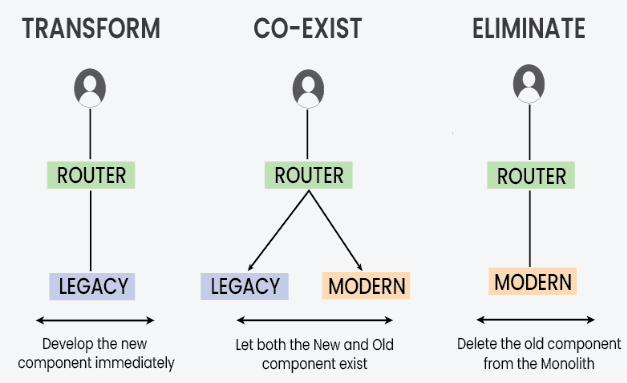 TRANSFORM
CO-EXIST
ELIMINATE
ROUTER
ROUTER
ROUTER
LEGACY
LEGACY
MODERN
MODERN
Develop the new
component immediately
Let both the New and Old
component exist
Delete the old component
from the Monolith